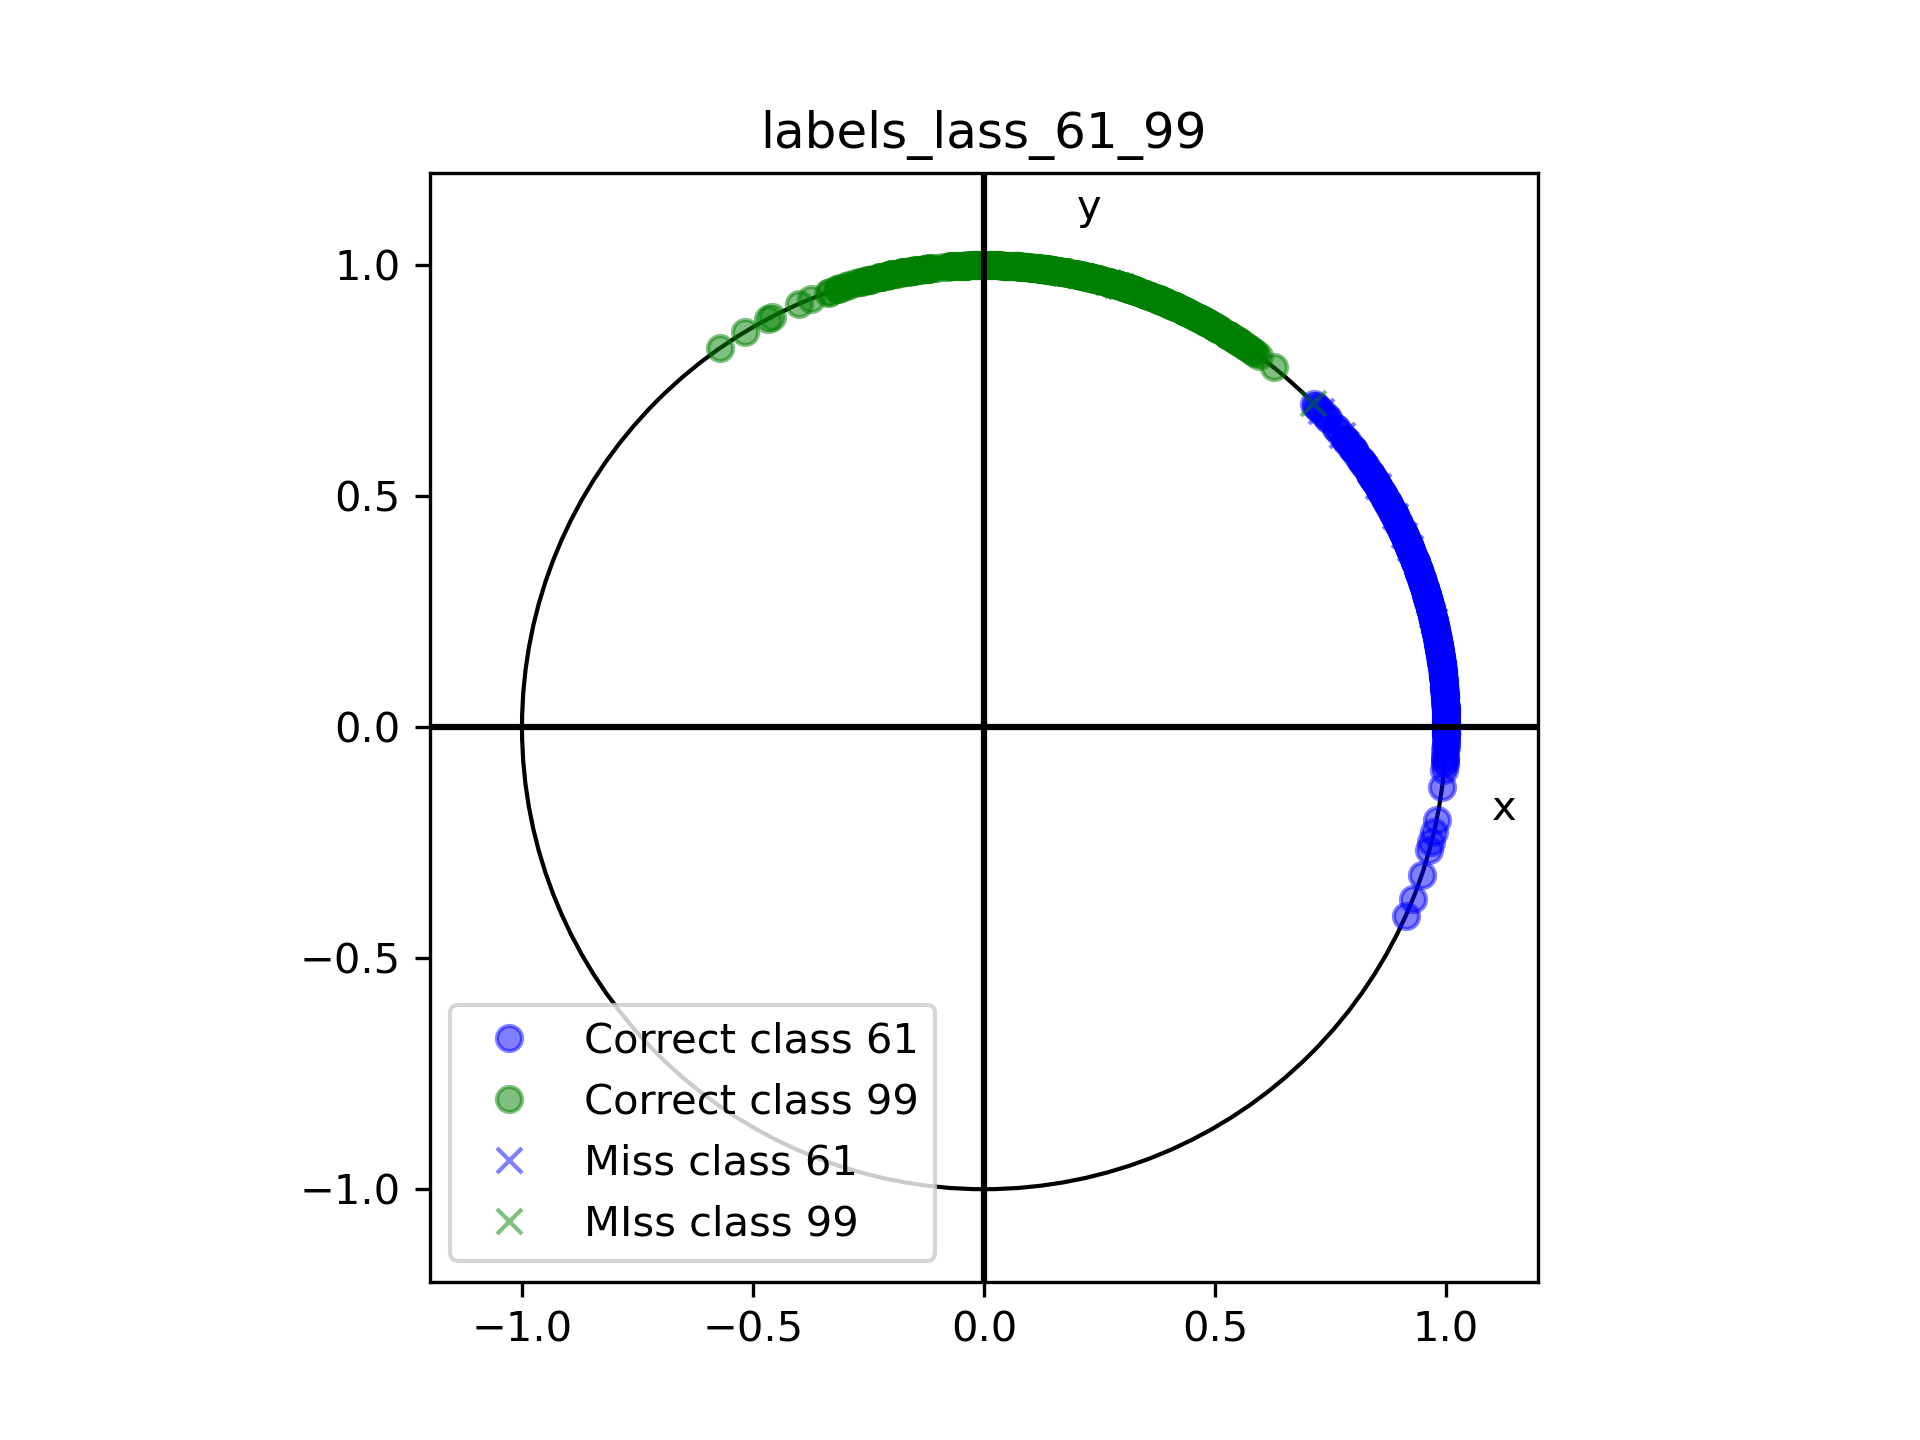 labels_lass_61_99
y
1.0
0.5
0.0
x
−0.5
−1.0
Correct class 61
Correct class 99
Miss class 61
MIss class 99
−1.0 −0.5 0.0 0.5 1.0